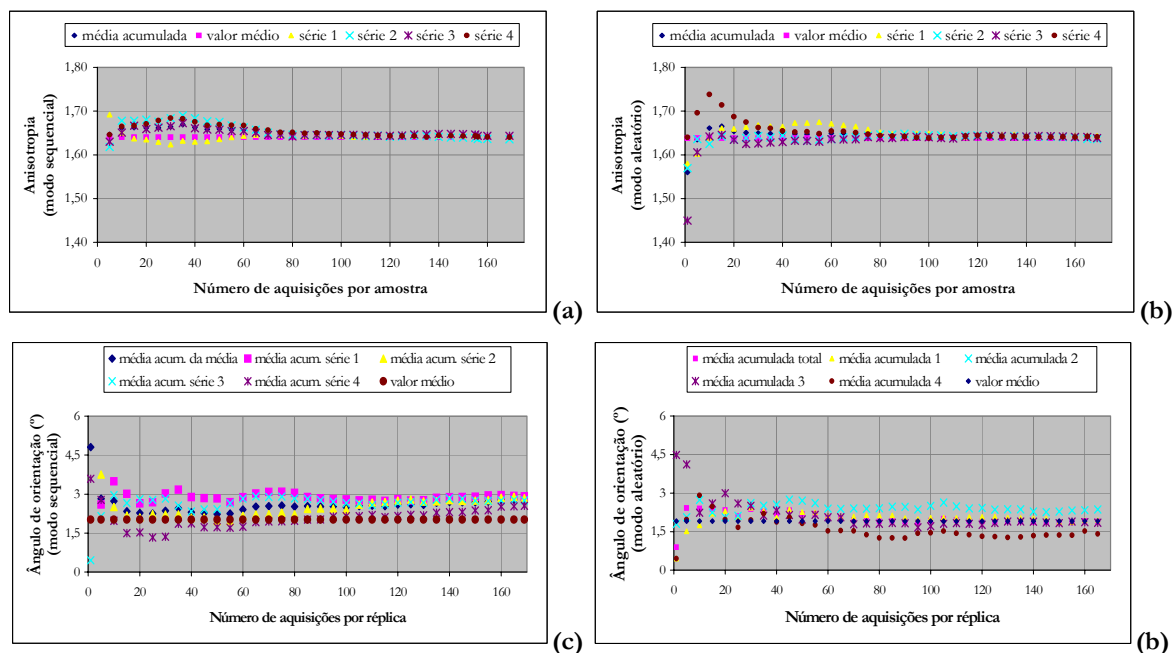 média acumulada valor médio série 1 série 2 série 3 série 4
1,80
1,70
1,60
1,50
1,40
Anisotropia
(modo sequencial)
0 20 40 60 80 100 120 140 160
Número de aquisições por amostra
(a)
média acumulada valor médio série 1 série 2 série 3 série 4
1,80
1,70
1,60
1,50
1,40
Anisotropia
(modo aleatório)
0 20 40 60 80 100 120 140 160
Número de aquisições por amostra
(b)
média acum. da média média acum. série 1 média acum. série 2
média acum. série 3 média acum. série 4 valor médio
6
4,5
3
1,5
0
Ângulo de orientação (º)
(modo sequencial)
0 20 40 60 80 100 120 140 160
Número de aquisições por réplica
(c)
média acumulada total média acumulada 1 média acumulada 2
média acumulada 3 média acumulada 4 valor médio
6
4,5
3
1,5
0
Ângulo de orientação (º)
(modo aleatório)
0 20 40 60 80 100 120 140 160
Número de aquisições por réplica
(b)